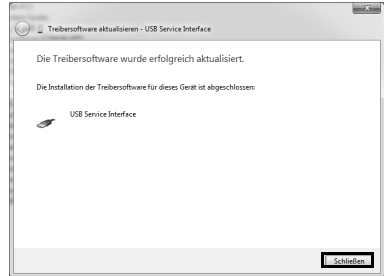 Treibersoftware aktualisieren - USB Service Interface
Die Treibersoftware wurde erfolgreich aktualisiert.
Die Installation der Treibersoftware für dieses Gerät ist abgeschlossen:
USB Service Interface
Schließen